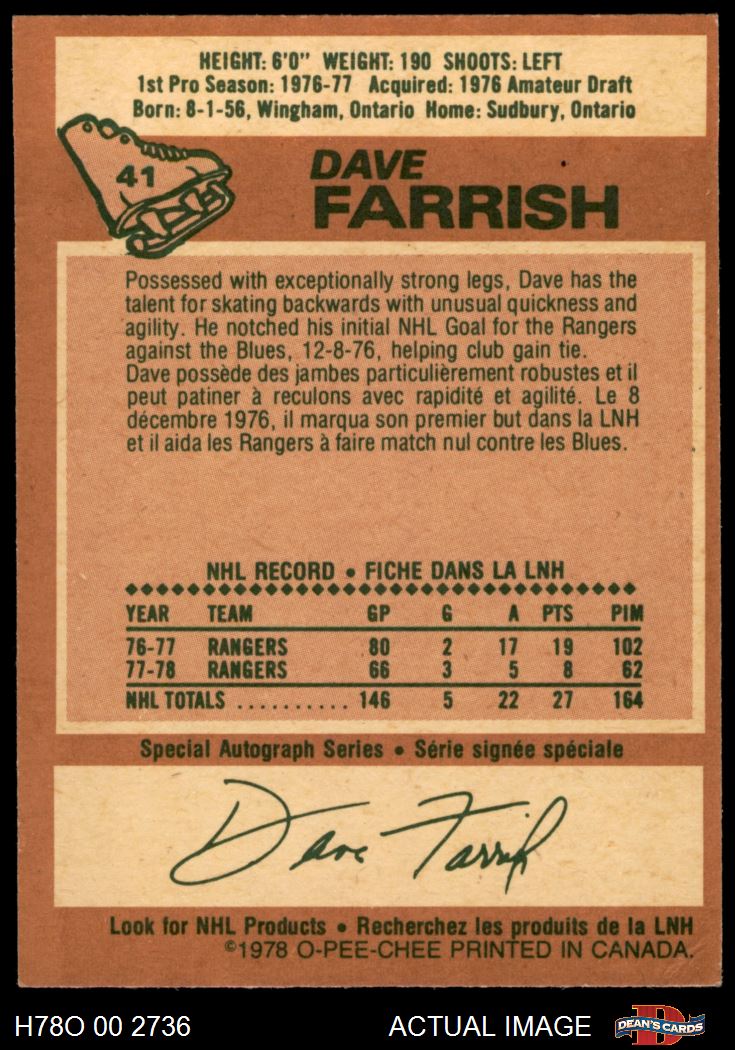 HEIGHT: 6'0" WEIGHT: 190 SHOOTS: LEFT
1st Pro Season: 1976-77 Acquired: 1976 Amateur Draft
Born: 8-1-56, Wingham, Ontario Home: Sudbury, Ontario
41
DAVE
FARRISH
Possessed with exceptionally strong legs, Dave has the
talent for skating backwards with unusual quickness and
agility. He notched his initial NHL Goal for the Rangers
against the Blues, 12-8-76, helping club gain tie.
Dave possède des jambes particulièrement robustes et il
peut patiner à reculons avec rapidité et agilité. Le 8
décembre 1976, il marqua son premier but dans la LNH
et il aida les Rangers à faire match nul contre les Blues.
NHL RECORD • FICHE DANS LA LNH
YEAR TEAM GP G A PTS PIM
76-77 RANGERS 80 2 17 19 102
77-78 RANGERS 66 3 5 8 62
NHL TOTALS .......... 146 5 22 27 164
Special Autograph Series • Série signée spéciale
Dave Farrish
Look for NHL Products • Recherchez les produits de la LNH
©1978 O-PEE-CHEE PRINTED IN CANADA.
H78O 00 2736 ACTUAL IMAGE D DEAN'S CARDS